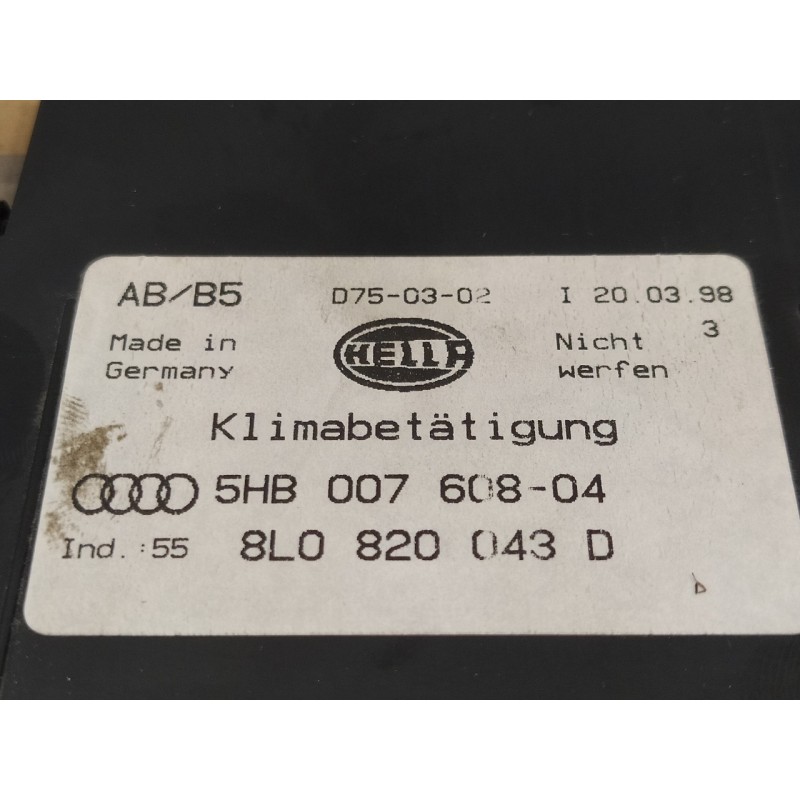 AB/B5 D75-03-02 I 20.03.98
Made in Germany HELLA Nicht werfen 3
Klimabetätigung
5HB 007 608-04
Ind.:55 8L0 820 043 D
D